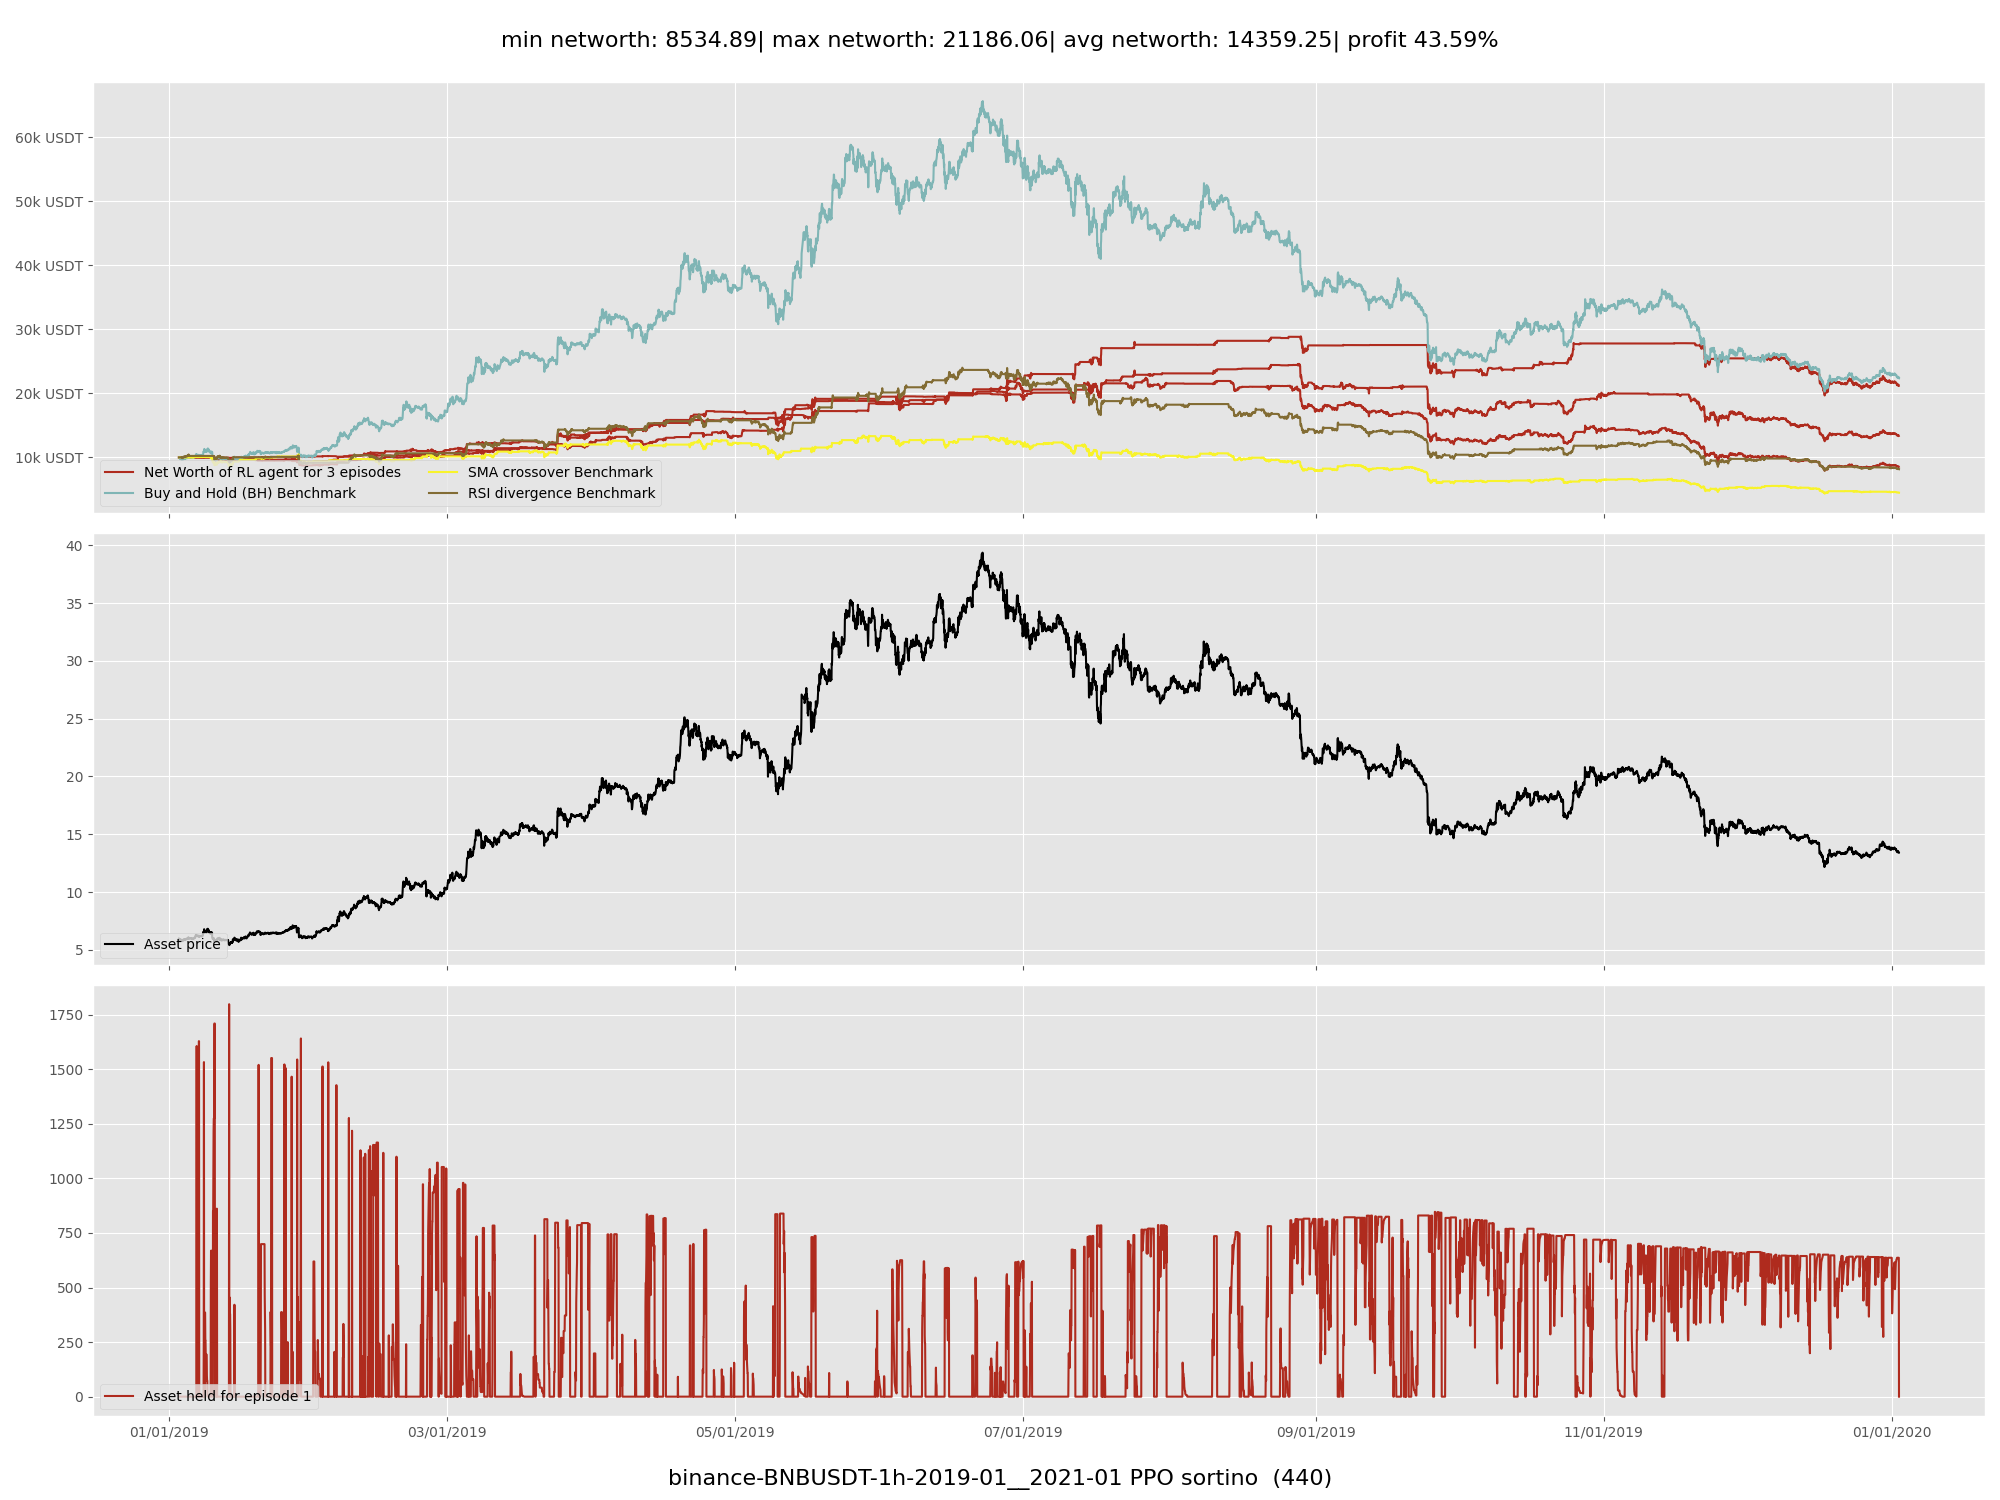 min networth: 8534.89| max networth: 21186.06| avg networth: 14359.25| profit 43.59%
60k USDT
50k USDT
40k USDT
30k USDT
20k USDT
10k USDT
Net Worth of RL agent for 3 episodes
Buy and Hold (BH) Benchmark
SMA crossover Benchmark
RSI divergence Benchmark
40
35
30
25
20
15
10
5
Asset price
1750
1500
1250
1000
750
500
250
0
Asset held for episode 1
01/01/2019
03/01/2019
05/01/2019
07/01/2019
09/01/2019
11/01/2019
01/01/2020
binance-BNBUSDT-1h-2019-01__2021-01 PPO sortino  (440)